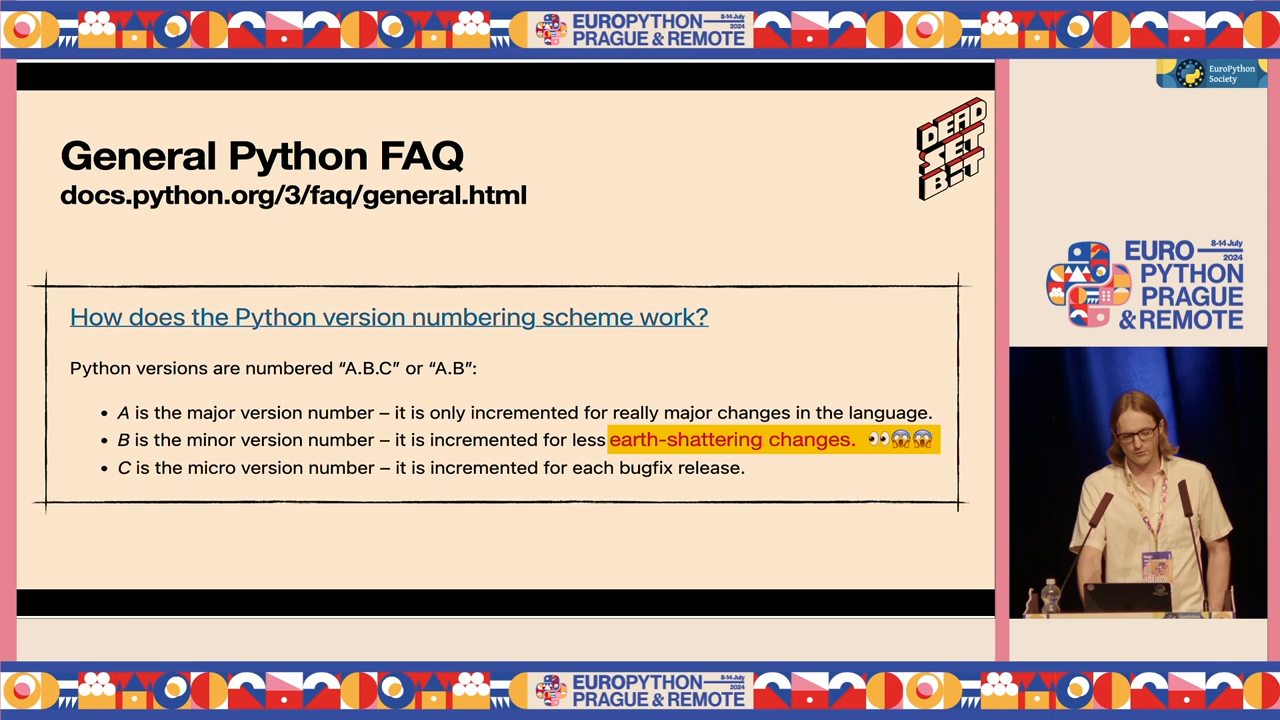 EUROPYTHON 8-14 July 2024
PRAGUE & REMOTE
EuroPython
Society
DEAD
SET
BIT
General Python FAQ
docs.python.org/3/faq/general.html
How does the Python version numbering scheme work?
Python versions are numbered “A.B.C” or “A.B”:
• A is the major version number – it is only incremented for really major changes in the language.
• B is the minor version number – it is incremented for less earth-shattering changes. 👀😱😱
• C is the micro version number – it is incremented for each bugfix release.
EURO 8-14 July 2024
PYTHON
PRAGUE
& REMOTE
EUROPYTHON 8-14 July 2024
PRAGUE & REMOTE